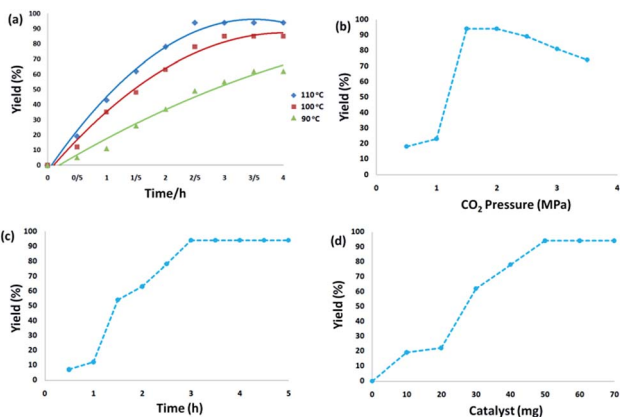 (a)
Yield (%)
100
90
80
70
60
50
40
30
20
10
0
0 0/5 1 1/5 2 2/5 3 3/5 4
Time/h
110 °C
100 °C
90 °C
(b)
Yield (%)
100
90
80
70
60
50
40
30
20
10
0
0 1 2 3 4
CO2 Pressure (MPa)
(c)
Yield (%)
100
90
80
70
60
50
40
30
20
10
0
0 1 2 3 4 5
Time (h)
(d)
Yield (%)
100
90
80
70
60
50
40
30
20
10
0
0 10 20 30 40 50 60 70
Catalyst (mg)